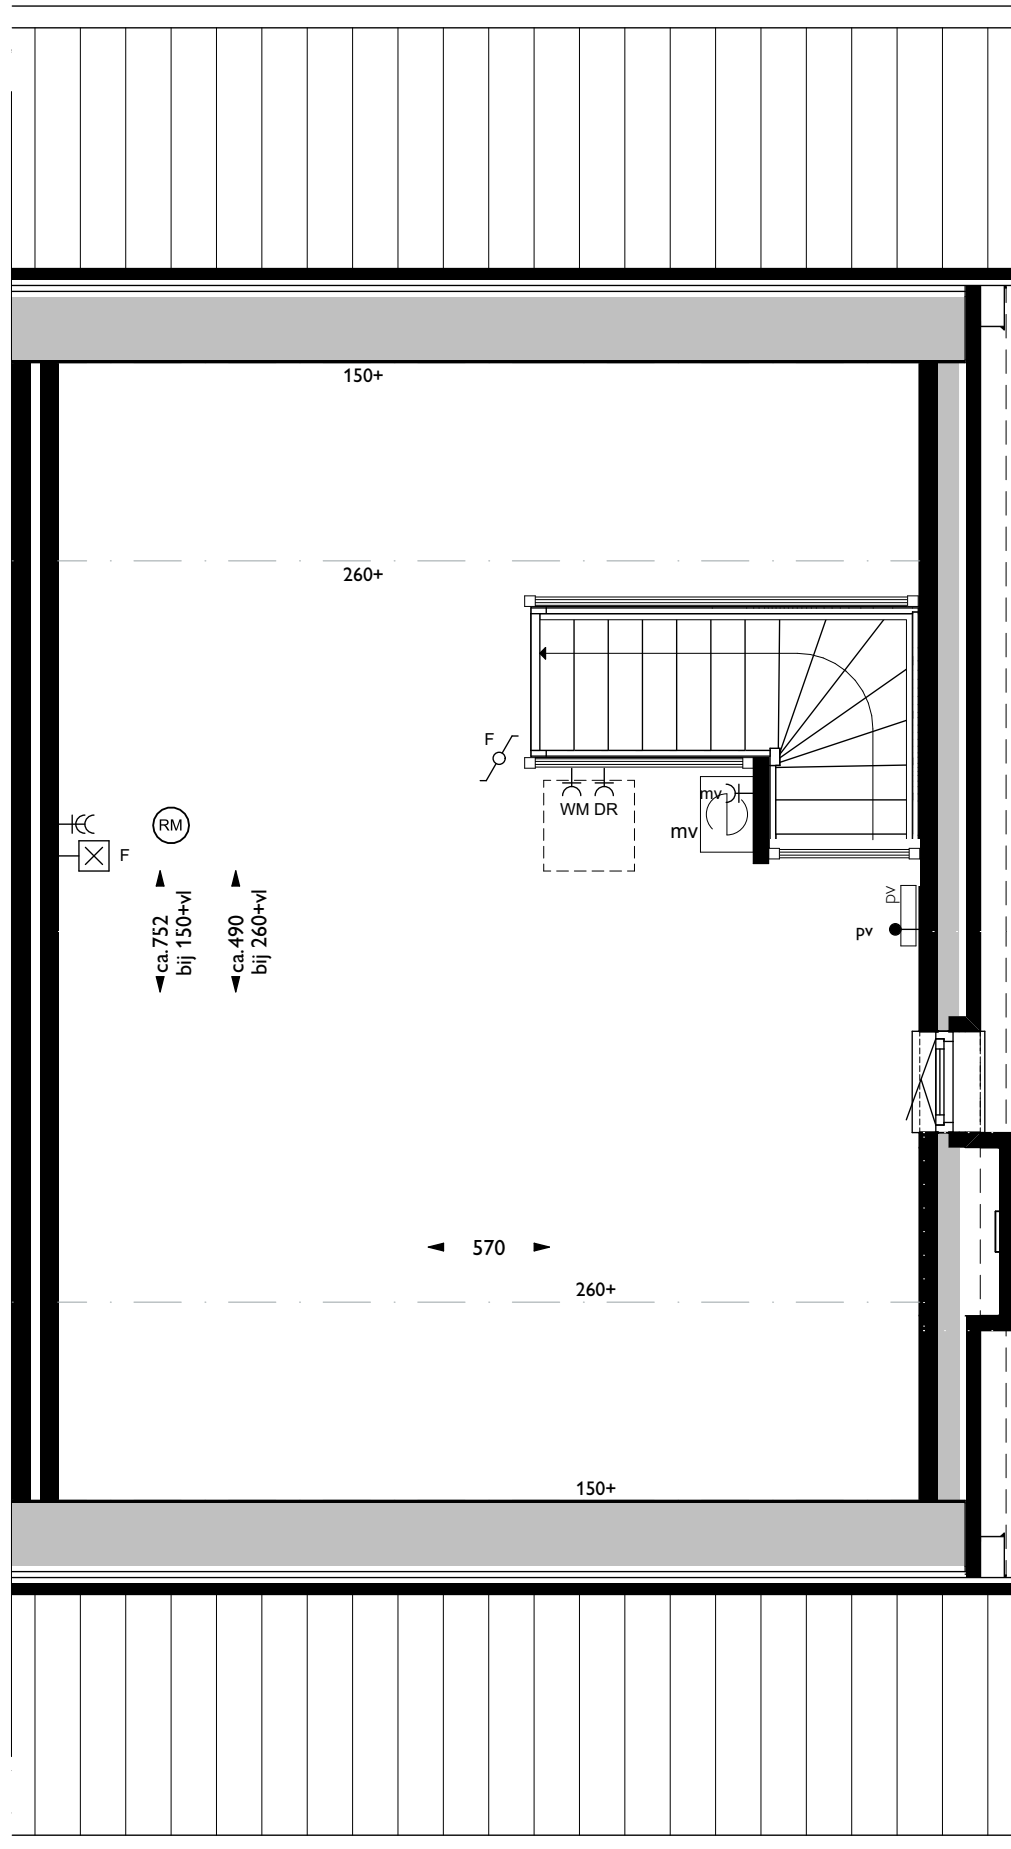 150+
260+
F
mv
WM DR
mv
RM
F
ca.752
bij 150+vl
ca.490
bij 260+vl
pv
pv
570
260+
150+